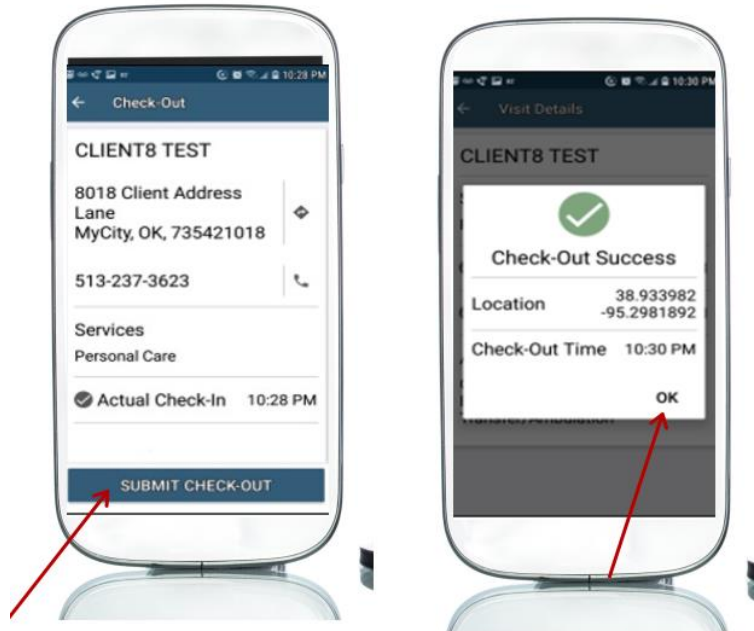 10:28 PM
Check-Out
CLIENT8 TEST
8018 Client Address
Lane
MyCity, OK, 735421018
513-237-3623
Services
Personal Care
Actual Check-In 10:28 PM
SUBMIT CHECK-OUT
10:30 PM
Visit Details
CLIENT8 TEST
Check-Out Success
Location 38.933982
-95.2981892
Check-Out Time 10:30 PM
OK
Transfer/Ambulation